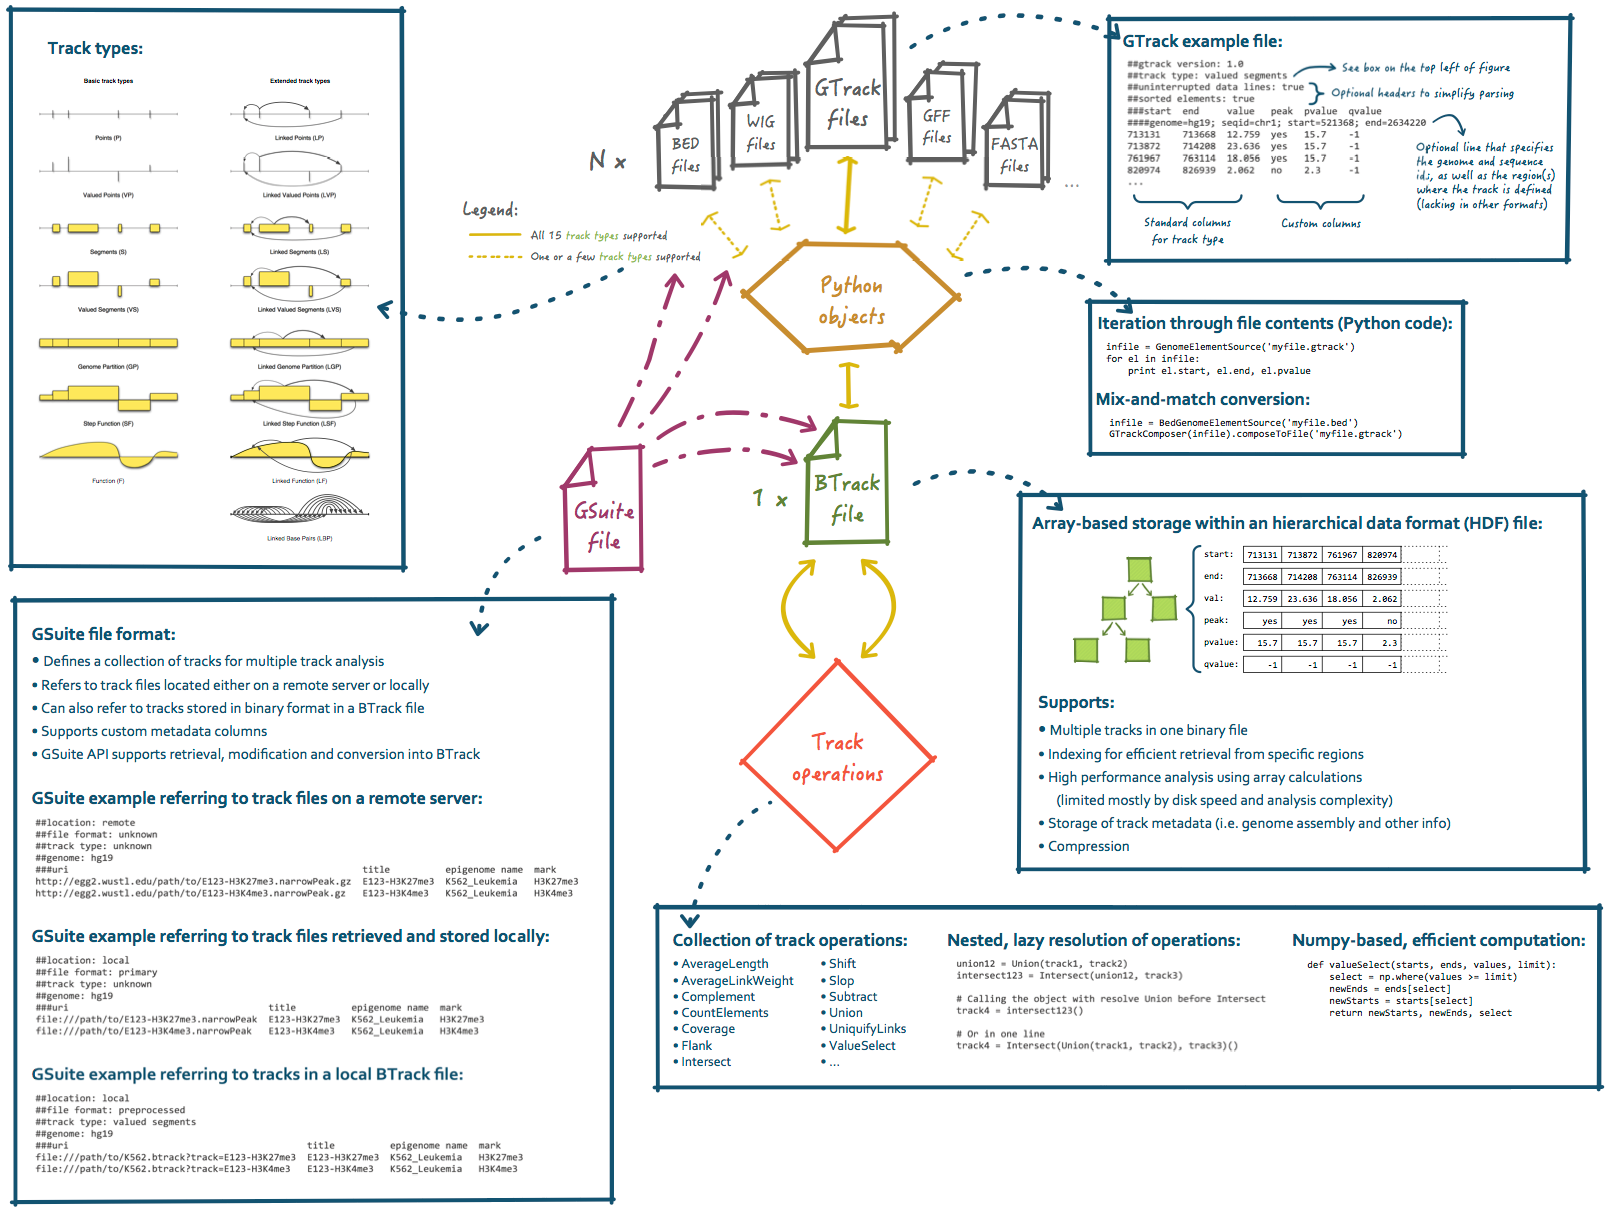 Track types:
Basic track types
Extended track types
Points (P)
Linked Points (LP)
Valued Points (VP)
Linked Valued Points (LVP)
Segments (S)
Linked Segments (LS)
Valued Segments (VS)
Linked Valued Segments (LVS)
Genome Partition (GP)
Linked Genome Partition (LGP)
Step Function (SF)
Linked Step Function (LSF)
Function (F)
Linked Function (LF)
Linked Base Pairs (LBP)
N x
BED
files
WIG
files
GTrack
files
GFF
files
FASTA
files
...
Legend:
All 15 track types supported
One or a few track types supported
Python
objects
GSuite
file
1 x
BTrack
file
Track
operations
GTrack example file:
##gtrack version: 1.0
##track type: valued segments
##uninterrupted data lines: true
##sorted elements: true
###start end value peak pvalue qvalue
####genome=hg19; seqid=chr1; start=521368; end=2634220
713131 713668 12.759 yes 15.7 -1
713872 714208 23.636 yes 15.7 -1
761967 763114 18.056 yes 15.7 -1
820974 826939 2.062 no 2.3 -1
...
See box on the top left of figure
Optional headers to simplify parsing
Optional line that specifies
the genome and sequence
ids, as well as the region(s)
where the track is defined
(lacking in other formats)
Standard columns
for track type
Custom columns
Iteration through file contents (Python code):
infile = GenomeElementSource('myfile.gtrack')
for el in infile:
print el.start, el.end, el.pvalue
Mix-and-match conversion:
infile = BedGenomeElementSource('myfile.bed')
GTrackComposer(infile).composeToFile('myfile.gtrack')
Array-based storage within an hierarchical data format (HDF) file:
start: 713131 713872 761967 820974
end: 713668 714208 763114 826939
val: 12.759 23.636 18.056 2.062
peak: yes yes yes no
pvalue: 15.7 15.7 15.7 2.3
qvalue: -1 -1 -1 -1
Supports:
• Multiple tracks in one binary file
• Indexing for efficient retrieval from specific regions
• High performance analysis using array calculations
(limited mostly by disk speed and analysis complexity)
• Storage of track metadata (i.e. genome assembly and other info)
• Compression
GSuite file format:
• Defines a collection of tracks for multiple track analysis
• Refers to track files located either on a remote server or locally
• Can also refer to tracks stored in binary format in a BTrack file
• Supports custom metadata columns
• GSuite API supports retrieval, modification and conversion into BTrack
GSuite example referring to track files on a remote server:
##location: remote
##file format: unknown
##track type: unknown
##genome: hg19
###uri title epigenome name mark
http://egg2.wustl.edu/path/to/E123-H3K27me3.narrowPeak.gz E123-H3K27me3 K562_Leukemia H3K27me3
http://egg2.wustl.edu/path/to/E123-H3K4me3.narrowPeak.gz E123-H3K4me3 K562_Leukemia H3K4me3
GSuite example referring to track files retrieved and stored locally:
##location: local
##file format: primary
##track type: unknown
##genome: hg19
###uri title epigenome name mark
file:///path/to/E123-H3K27me3.narrowPeak E123-H3K27me3 K562_Leukemia H3K27me3
file:///path/to/E123-H3K4me3.narrowPeak E123-H3K4me3 K562_Leukemia H3K4me3
GSuite example referring to tracks in a local BTrack file:
##location: local
##file format: preprocessed
##track type: valued segments
##genome: hg19
###uri title epigenome name mark
file:///path/to/K562.btrack?track=E123-H3K27me3 E123-H3K27me3 K562_Leukemia H3K27me3
file:///path/to/K562.btrack?track=E123-H3K4me3 E123-H3K4me3 K562_Leukemia H3K4me3
Collection of track operations:
• AverageLength
• AverageLinkWeight
• Complement
• CountElements
• Coverage
• Flank
• Intersect
• Shift
• Slop
• Subtract
• Union
• UniquifyLinks
• ValueSelect
• ...
Nested, lazy resolution of operations:
union12 = Union(track1, track2)
intersect123 = Intersect(union12, track3)
# Calling the object with resolve Union before Intersect
track4 = intersect123()
# Or in one line
track4 = Intersect(Union(track1, track2), track3)()
Numpy-based, efficient computation:
def valueSelect(starts, ends, values, limit):
select = np.where(values >= limit)
newEnds = ends[select]
newStarts = starts[select]
return newStarts, newEnds, select